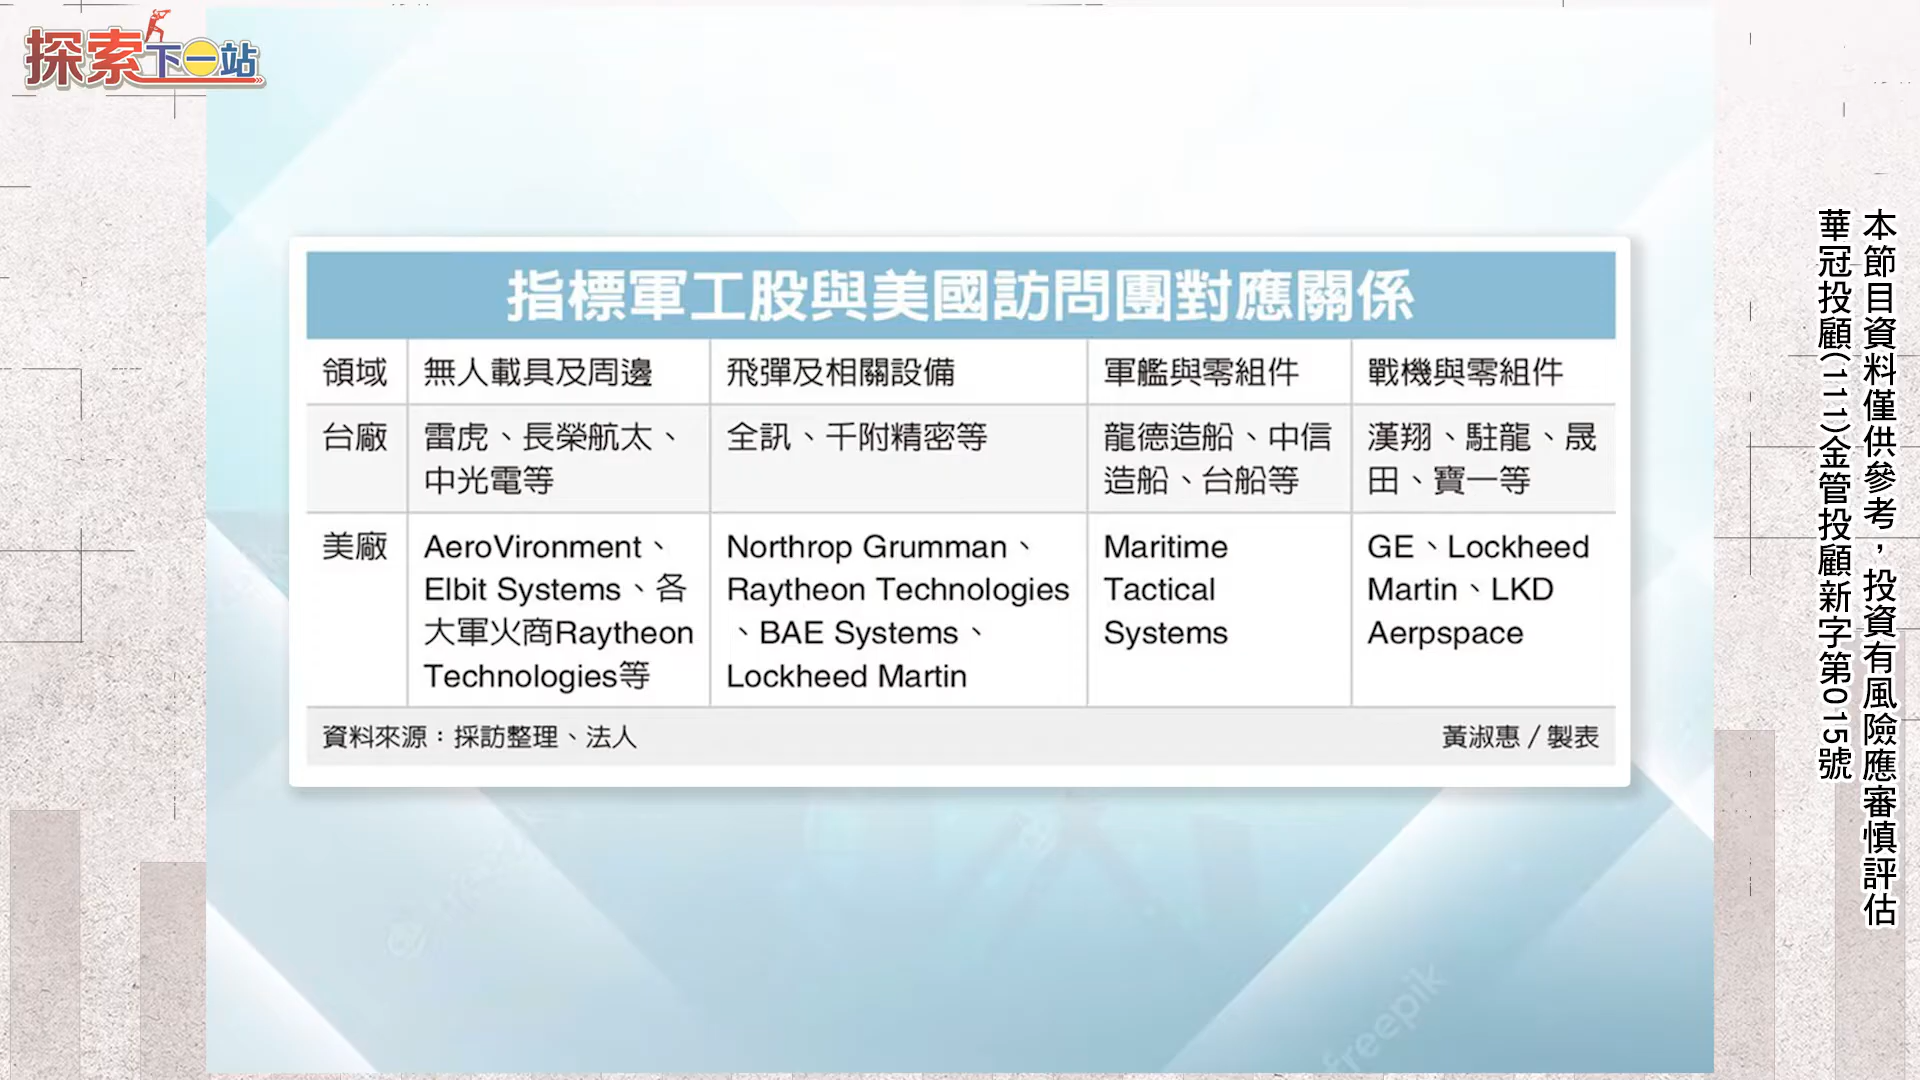 探索下一站
指標軍工股與美國訪問團對應關係
領域
無人載具及周邊
飛彈及相關設備
軍艦與零組件
戰機與零組件
台廠
雷虎、長榮航太、
中光電等
全訊、千附精密等
龍德造船、中信
造船、台船等
漢翔、駐龍、晟
田、寶一等
美廠
AeroVironment、
Elbit Systems、各
大軍火商Raytheon
Technologies等
Northrop Grumman、
Raytheon Technologies
、BAE Systems、
Lockheed Martin
Maritime
Tactical
Systems
GE、Lockheed
Martin、LKD
Aerpspace
資料來源：採訪整理、法人
黃淑惠／製表
本節目資料僅供參考，投資有風險應審慎評估
華冠投顧(111)金管投顧新字第015號
freepik